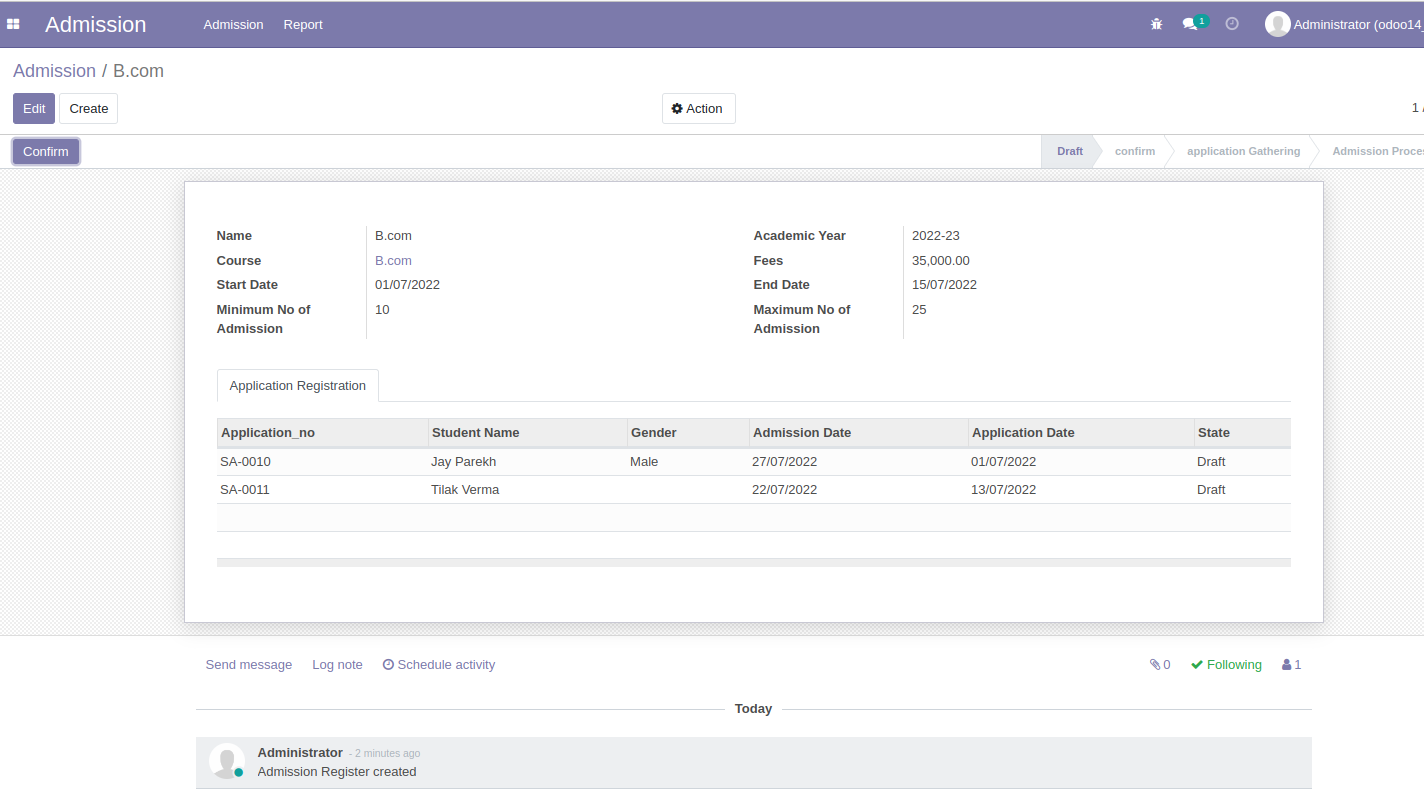 Admission Admission Report 1 Administrator (odoo14_
Admission / B.com
Edit Create Action 1 /
Confirm Draft confirm application Gathering Admission Proces
Name B.com Academic Year 2022-23
Course B.com Fees 35,000.00
Start Date 01/07/2022 End Date 15/07/2022
Minimum No of 10 Maximum No of 25
Admission Admission
Application Registration
Application_no Student Name Gender Admission Date Application Date State
SA-0010 Jay Parekh Male 27/07/2022 01/07/2022 Draft
SA-0011 Tilak Verma 22/07/2022 13/07/2022 Draft
Send message Log note Schedule activity 0 Following 1
Today
Administrator - 2 minutes ago
Admission Register created